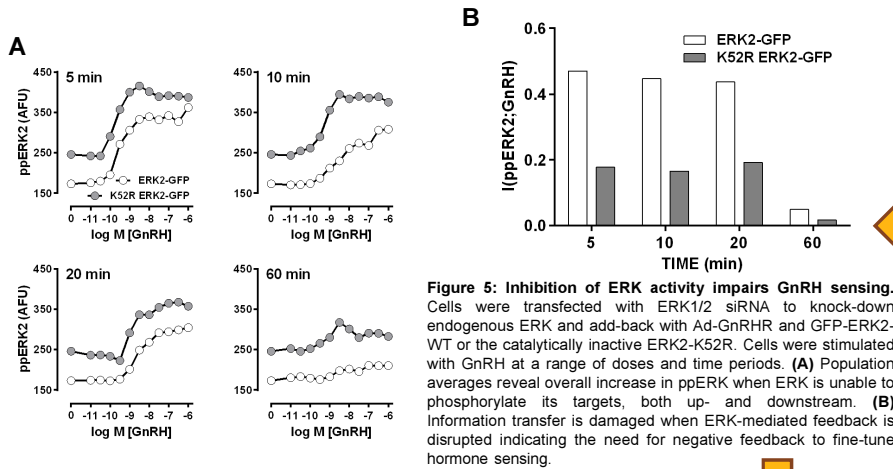 A
5 min
ppERK2 (AFU)
450
350
250
150
ERK2-GFP
K52R ERK2-GFP
0 -11 -10 -9 -8 -7 -6
log M [GnRH]
10 min
450
350
250
150
0 -11 -10 -9 -8 -7 -6
log M [GnRH]
20 min
ppERK2 (AFU)
450
350
250
150
0 -11 -10 -9 -8 -7 -6
log M [GnRH]
60 min
450
350
250
150
0 -11 -10 -9 -8 -7 -6
log M [GnRH]
B
I(ppERK2;GnRH)
0.6
0.4
0.2
0.0
ERK2-GFP
K52R ERK2-GFP
5 10 20 60
TIME (min)
Figure 5: Inhibition of ERK activity impairs GnRH sensing.
Cells were transfected with ERK1/2 siRNA to knock-down
endogenous ERK and add-back with Ad-GnRHR and GFP-ERK2-
WT or the catalytically inactive ERK2-K52R. Cells were stimulated
with GnRH at a range of doses and time periods. (A) Population
averages reveal overall increase in ppERK when ERK is unable to
phosphorylate its targets, both up- and downstream. (B)
Information transfer is damaged when ERK-mediated feedback is
disrupted indicating the need for negative feedback to fine-tune
hormone sensing.